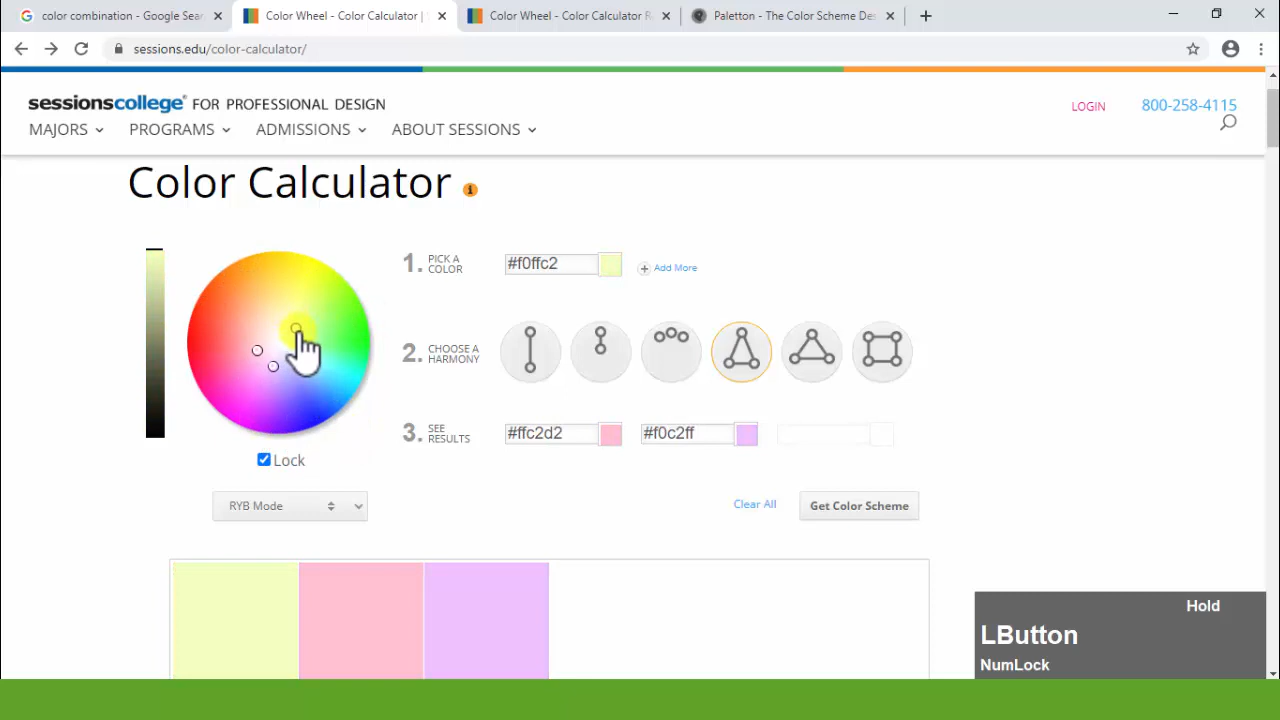 color combination - Google Sear
Color Wheel - Color Calculator |
Color Wheel - Color Calculator R
Paletton - The Color Scheme Des
sessions.edu/color-calculator/
sessionscollege® FOR PROFESSIONAL DESIGN
LOGIN
800-258-4115
MAJORS
PROGRAMS
ADMISSIONS
ABOUT SESSIONS
Color Calculator
1. PICK A COLOR
#f0ffc2
Add More
2. CHOOSE A HARMONY
3. SEE RESULTS
#ffc2d2
#f0c2ff
Lock
RYB Mode
Clear All
Get Color Scheme
Hold
LButton
NumLock